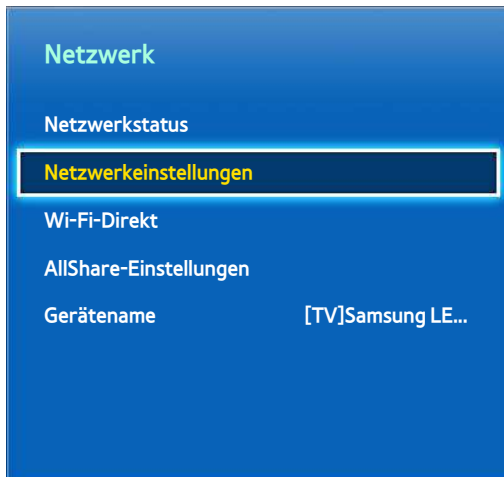 Netzwerk
Netzwerkstatus
Netzwerkeinstellungen
Wi-Fi-Direkt
AllShare-Einstellungen
Gerätename [TV]Samsung LE...